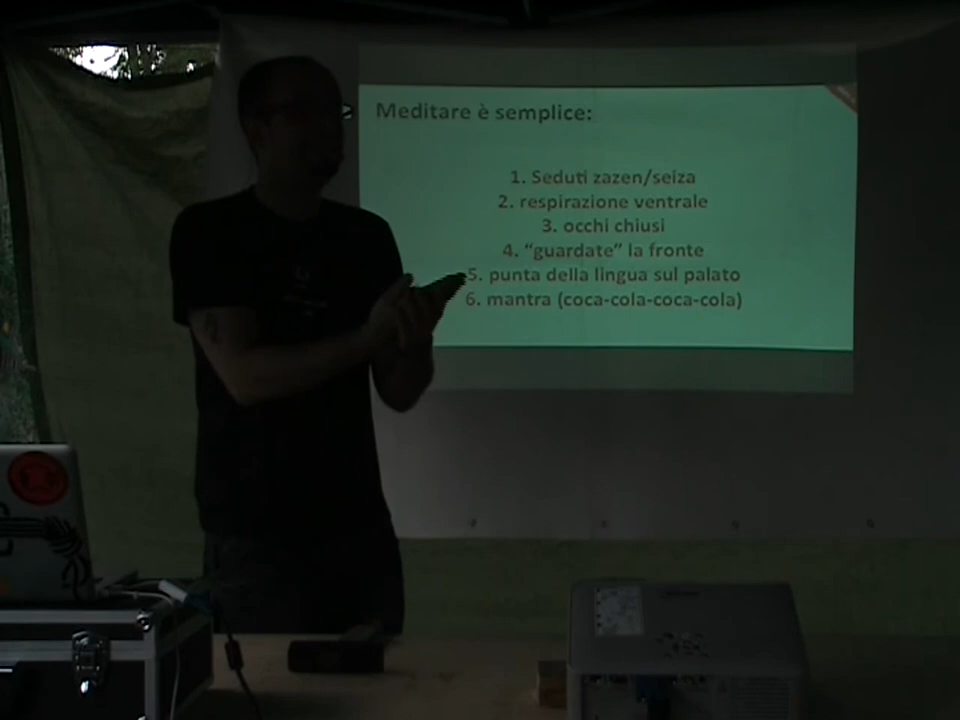 Meditare è semplice:
1. Seduti zazen/seiza
2. respirazione ventrale
3. occhi chiusi
4. “guardate” la fronte
5. punta della lingua sul palato
6. mantra (coca-cola-coca-cola)